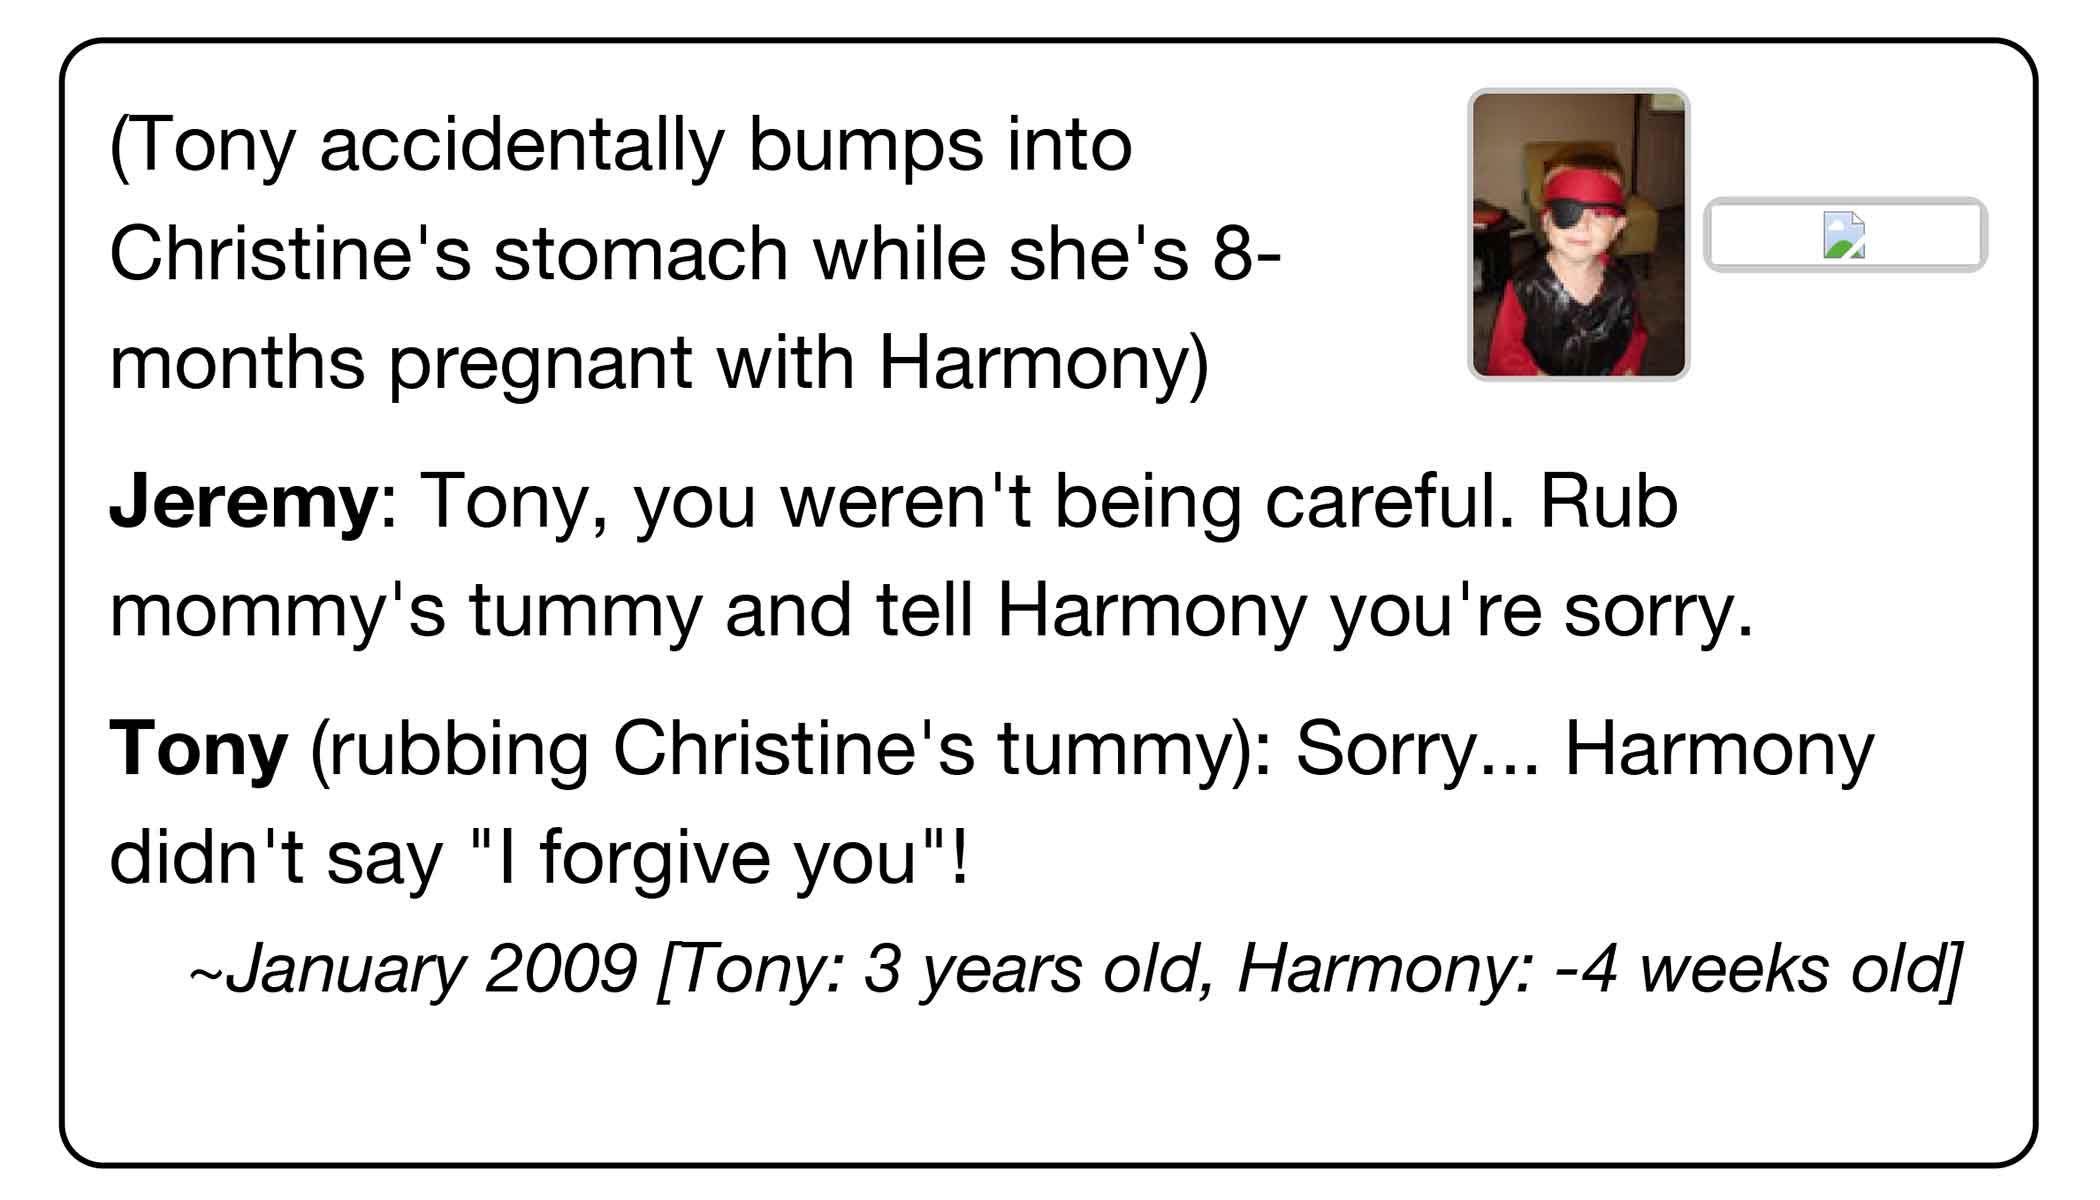 (Tony accidentally bumps into
Christine's stomach while she's 8-
months pregnant with Harmony)
Jeremy: Tony, you weren't being careful. Rub
mommy's tummy and tell Harmony you're sorry.
Tony (rubbing Christine's tummy): Sorry... Harmony
didn't say "I forgive you"!
~January 2009 [Tony: 3 years old, Harmony: -4 weeks old]